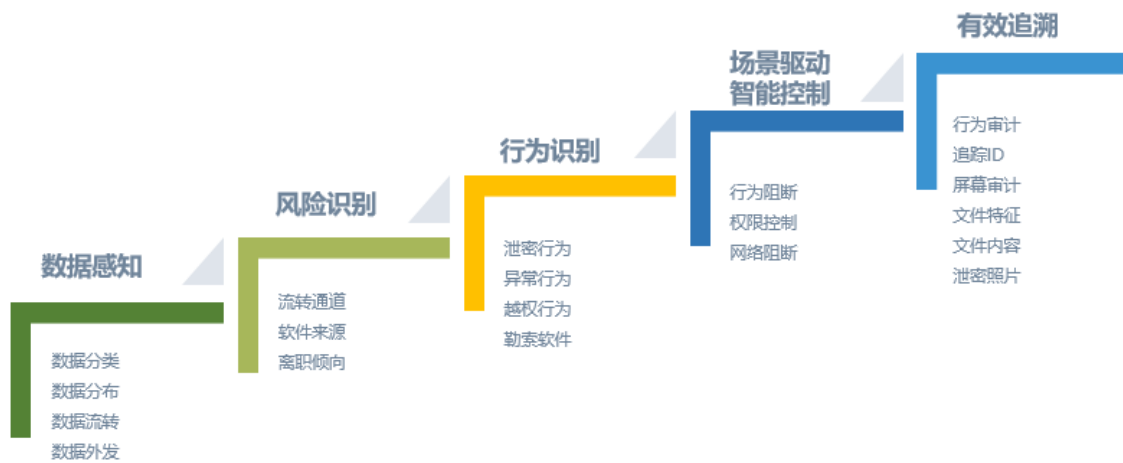 数据感知
数据分类
数据分布
数据流转
数据外发
风险识别
流转通道
软件来源
离职倾向
行为识别
泄密行为
异常行为
越权行为
勒索软件
场景驱动
智能控制
行为阻断
权限控制
网络阻断
有效追溯
行为审计
追踪ID
屏幕审计
文件特征
文件内容
泄密照片